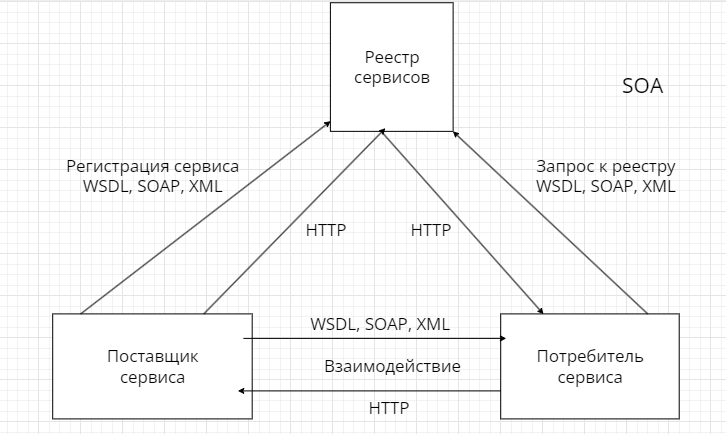 Реестр
сервисов
SOA
Регистрация сервиса
WSDL, SOAP, XML
Запрос к реестру
WSDL, SOAP, XML
HTTP
HTTP
WSDL, SOAP, XML
Поставщик
сервиса
Взаимодействие
Потребитель
сервиса
HTTP